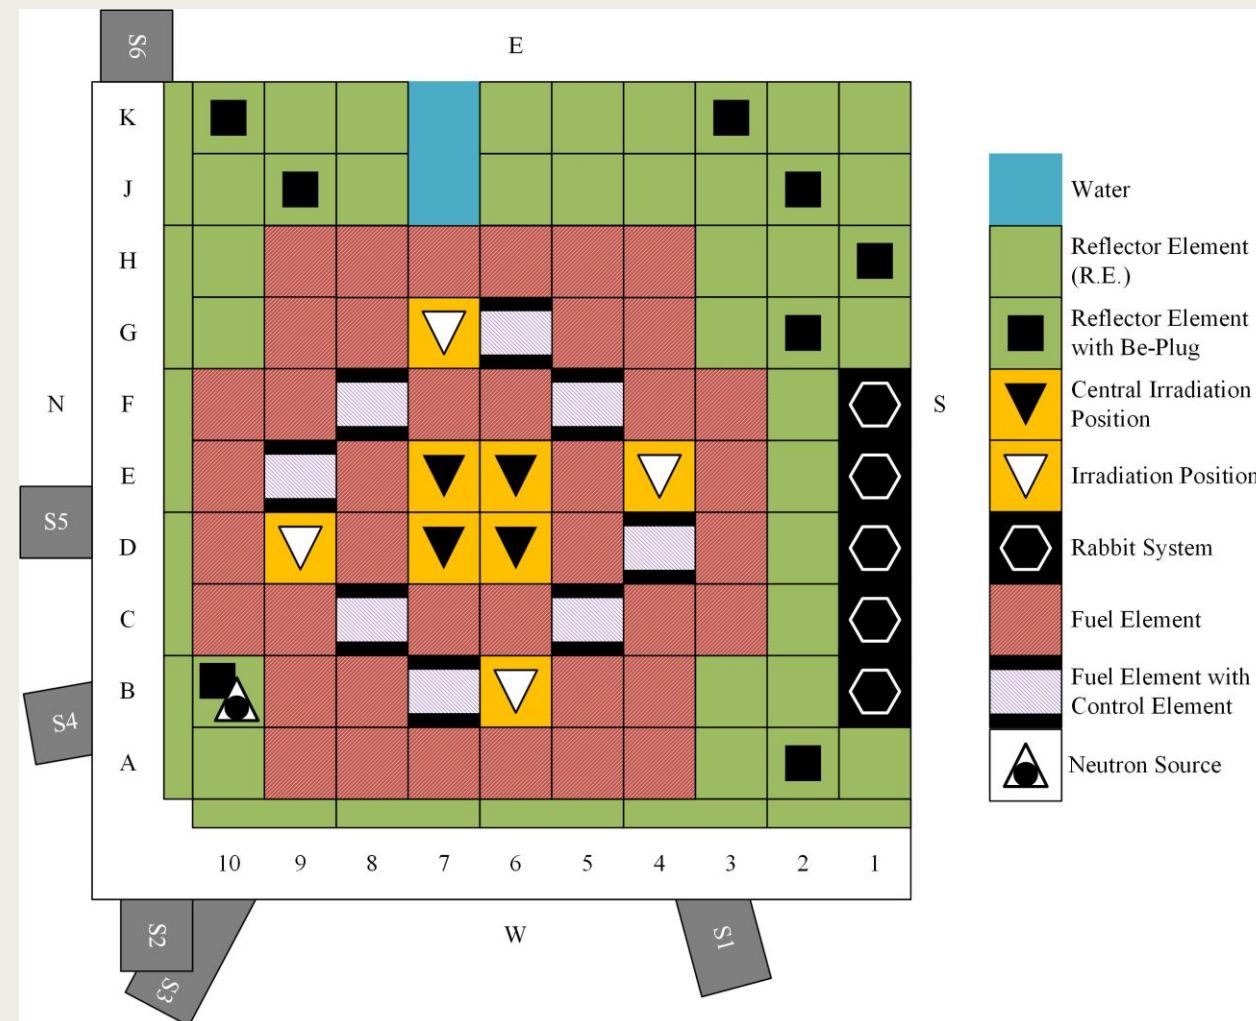 S6
E
K
J
H
G
F
E
D
C
B
A
N
S
S5
S4
10 9 8 7 6 5 4 3 2 1
S2
S3
W
S1
Water
Reflector Element
(R.E.)
Reflector Element
with Be-Plug
Central Irradiation
Position
Irradiation Position
Rabbit System
Fuel Element
Fuel Element with
Control Element
Neutron Source